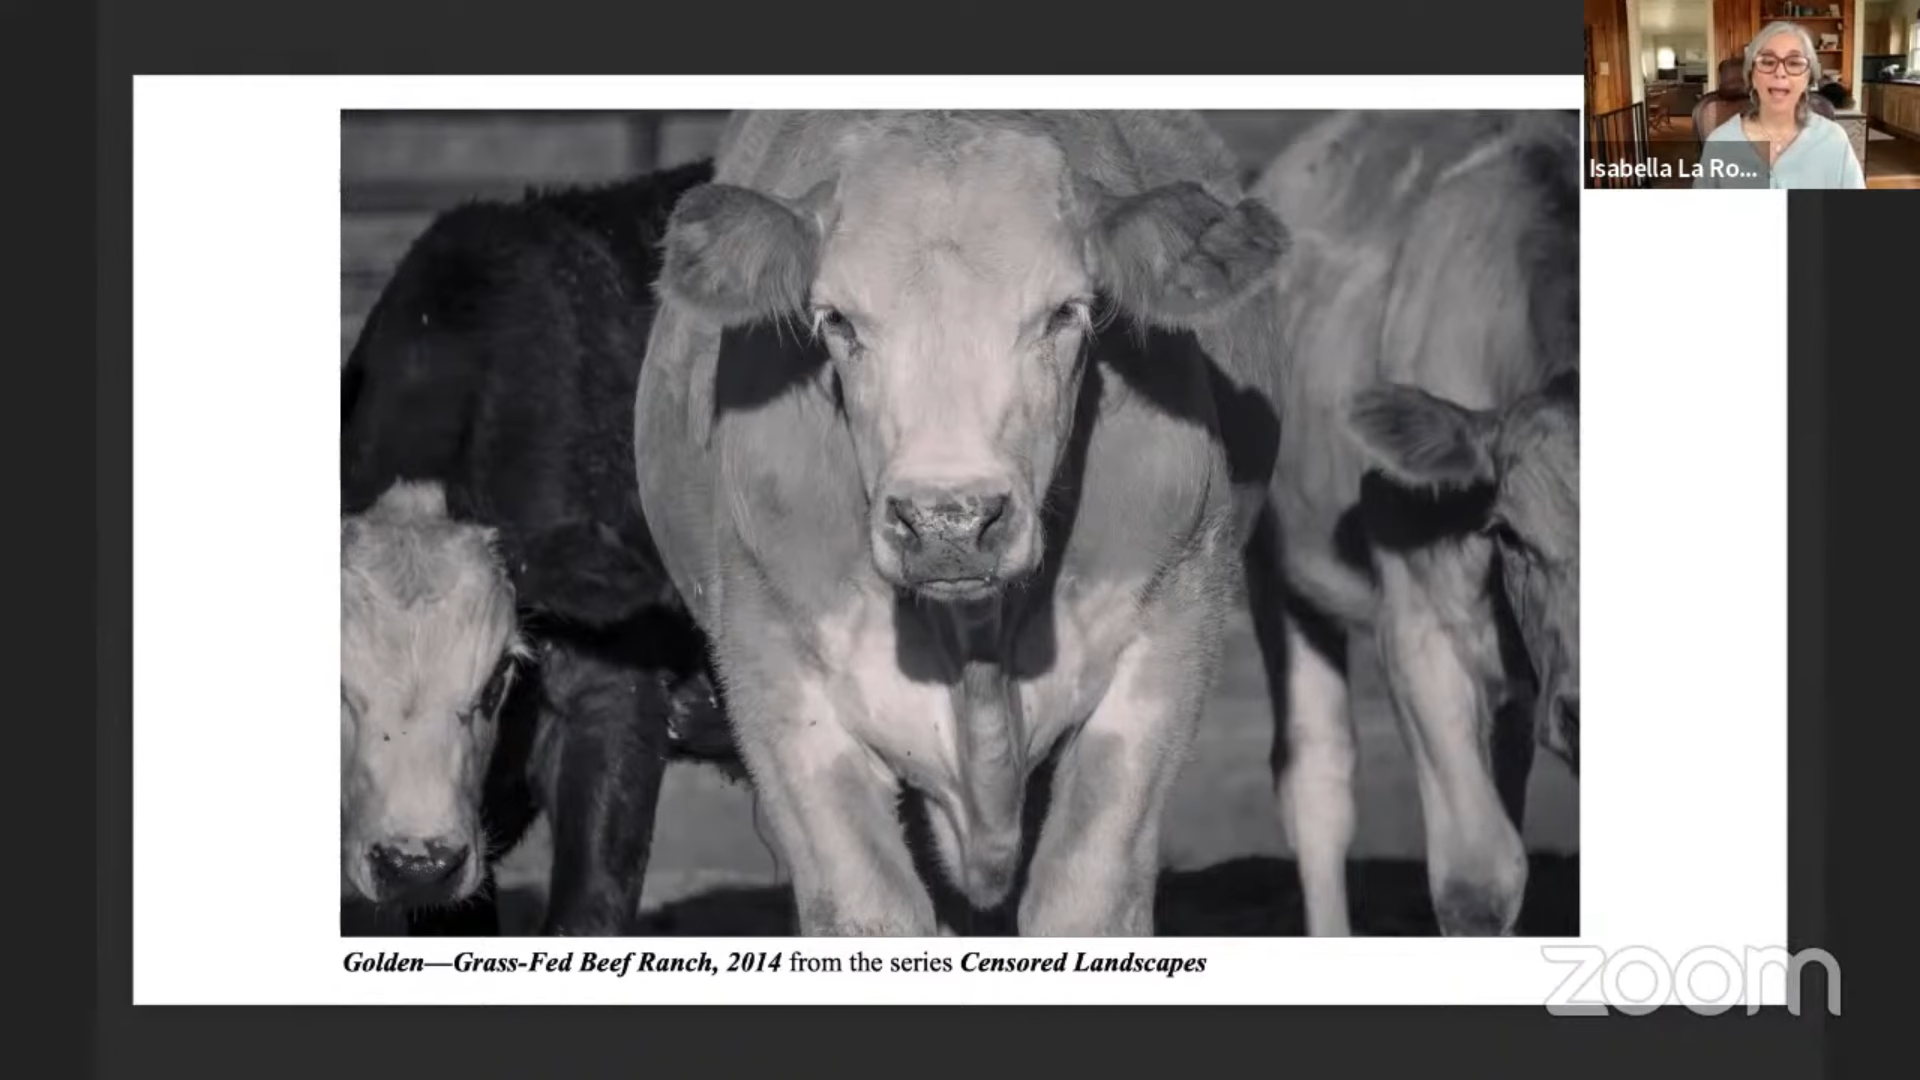 Isabella La Ro...
Golden—Grass-Fed Beef Ranch, 2014 from the series Censored Landscapes
zoom